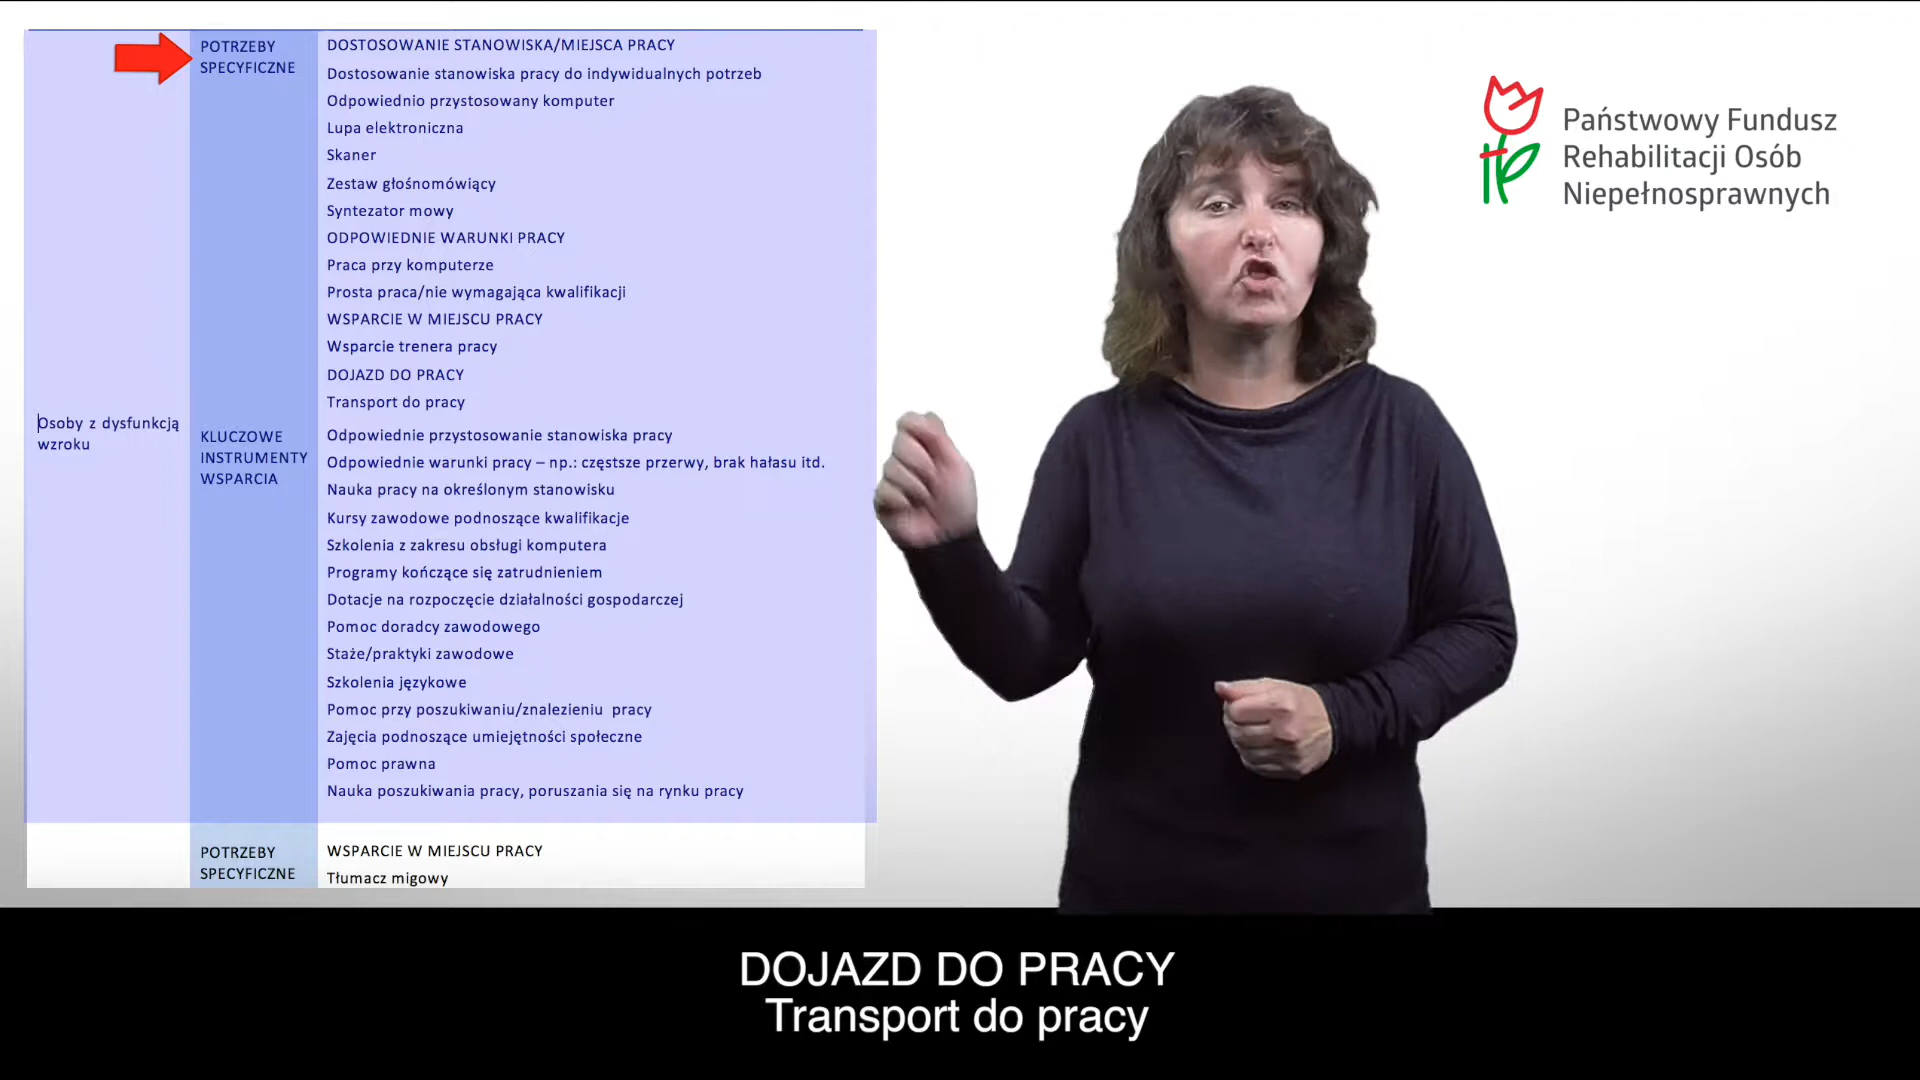 Osoby z dysfunkcją
wzroku
POTRZEBY
SPECYFICZNE
DOSTOSOWANIE STANOWISKA/MIEJSCA PRACY
Dostosowanie stanowiska pracy do indywidualnych potrzeb
Odpowiednio przystosowany komputer
Lupa elektroniczna
Skaner
Zestaw głośnomówiący
Syntezator mowy
ODPOWIEDNIE WARUNKI PRACY
Praca przy komputerze
Prosta praca/nie wymagająca kwalifikacji
WSPARCIE W MIEJSCU PRACY
Wsparcie trenera pracy
DOJAZD DO PRACY
Transport do pracy
KLUCZOWE
INSTRUMENTY
WSPARCIA
Odpowiednie przystosowanie stanowiska pracy
Odpowiednie warunki pracy – np.: częstsze przerwy, brak hałasu itd.
Nauka pracy na określonym stanowisku
Kursy zawodowe podnoszące kwalifikacje
Szkolenia z zakresu obsługi komputera
Programy kończące się zatrudnieniem
Dotacje na rozpoczęcie działalności gospodarczej
Pomoc doradcy zawodowego
Staże/praktyki zawodowe
Szkolenia językowe
Pomoc przy poszukiwaniu/znalezieniu pracy
Zajęcia podnoszące umiejętności społeczne
Pomoc prawna
Nauka poszukiwania pracy, poruszania się na rynku pracy
POTRZEBY
SPECYFICZNE
WSPARCIE W MIEJSCU PRACY
Tłumacz migowy
Państwowy Fundusz
Rehabilitacji Osób
Niepełnosprawnych
DOJAZD DO PRACY
Transport do pracy